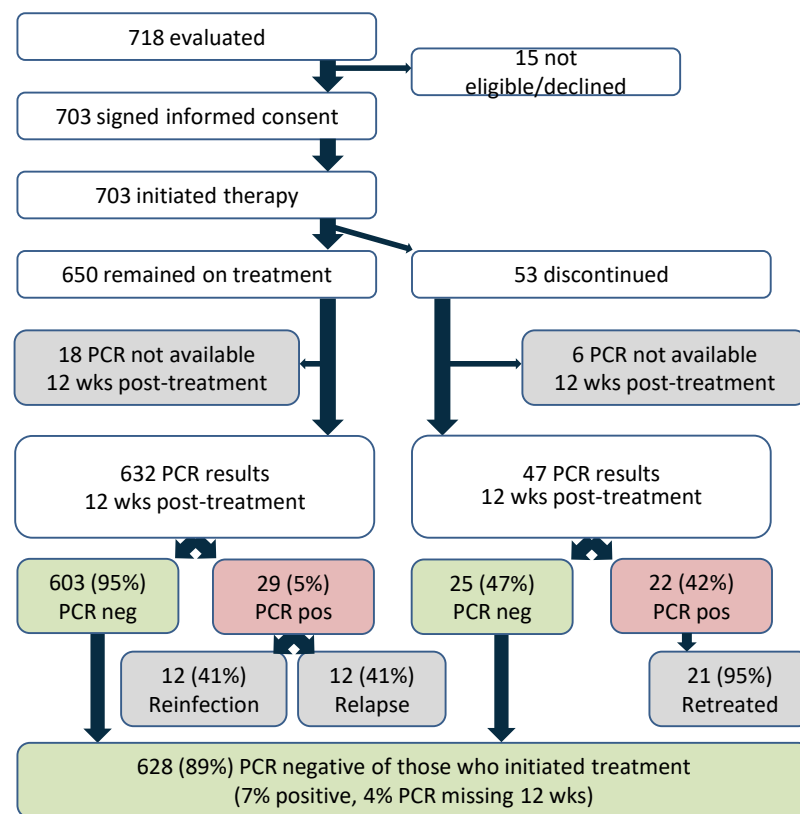 718 evaluated
15 not
eligible/declined
703 signed informed consent
703 initiated therapy
650 remained on treatment
53 discontinued
18 PCR not available
12 wks post-treatment
6 PCR not available
12 wks post-treatment
632 PCR results
12 wks post-treatment
47 PCR results
12 wks post-treatment
603 (95%)
PCR neg
29 (5%)
PCR pos
25 (47%)
PCR neg
22 (42%)
PCR pos
12 (41%)
Reinfection
12 (41%)
Relapse
21 (95%)
Retreated
628 (89%) PCR negative of those who initiated treatment
(7% positive, 4% PCR missing 12 wks)